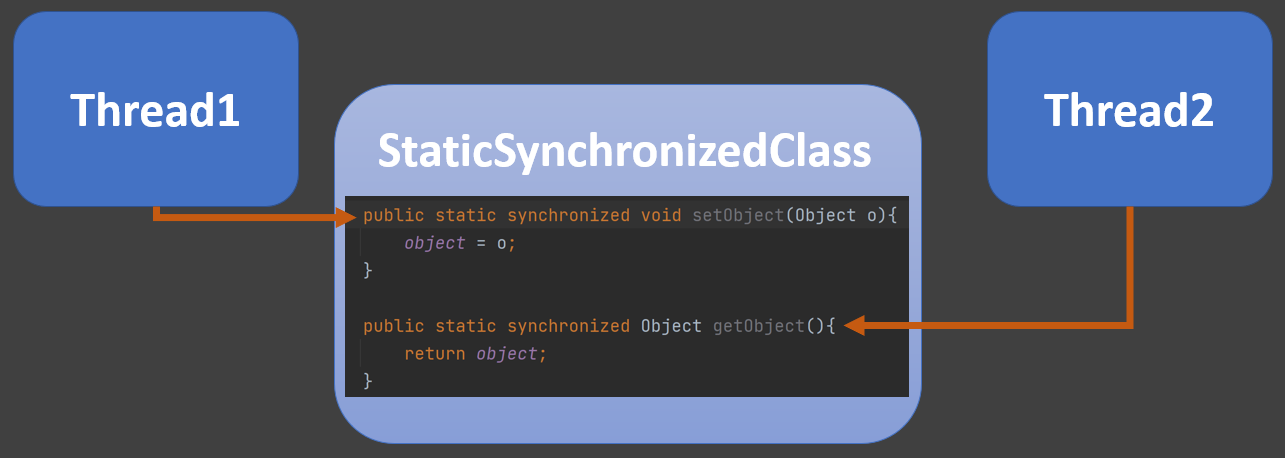 Thread1
Thread2
StaticSynchronizedClass
public static synchronized void setObject(Object o){
    object = o;
}
public static synchronized Object getObject(){
    return object;
}